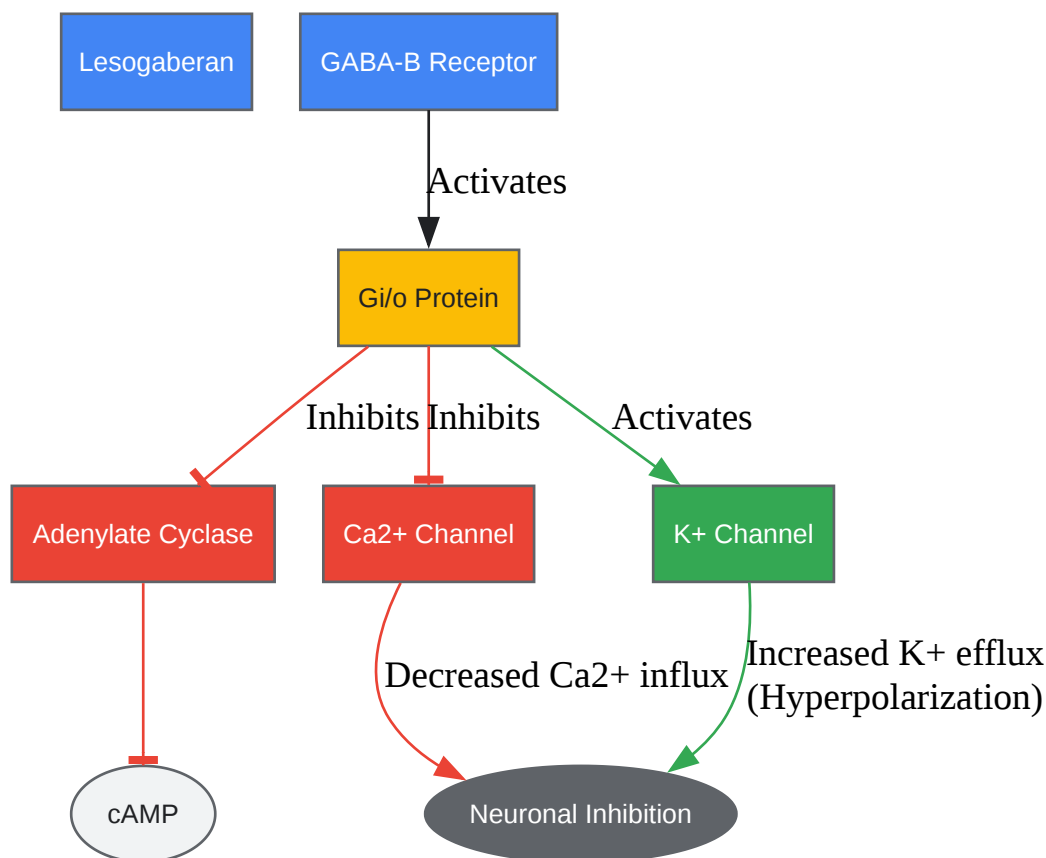 Lesogaberan
GABA-B Receptor
Activates
Gi/o Protein
Inhibits
Inhibits
Activates
Adenylate Cyclase
Ca2+ Channel
K+ Channel
Decreased Ca2+ influx
Increased K+ efflux
(Hyperpolarization)
cAMP
Neuronal Inhibition